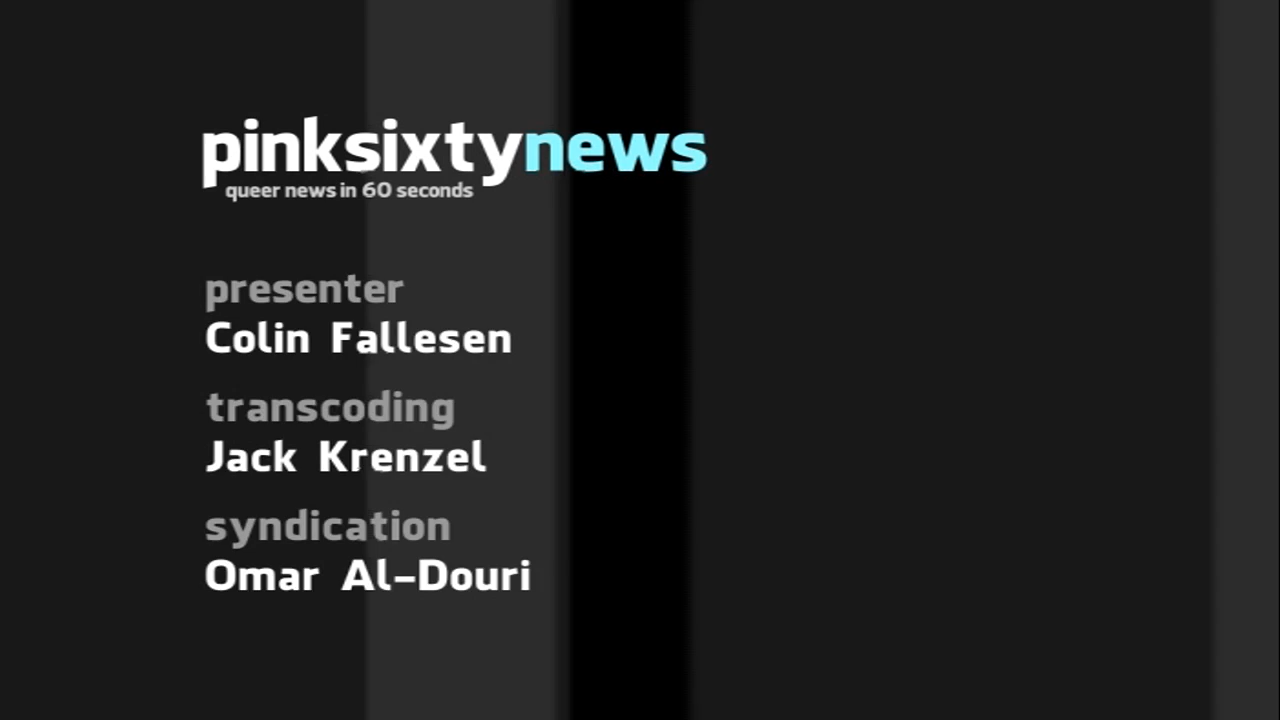 pinksixtynews
queer news in 60 seconds
presenter
Colin Fallesen
transcoding
Jack Krenzel
syndication
Omar Al-Douri